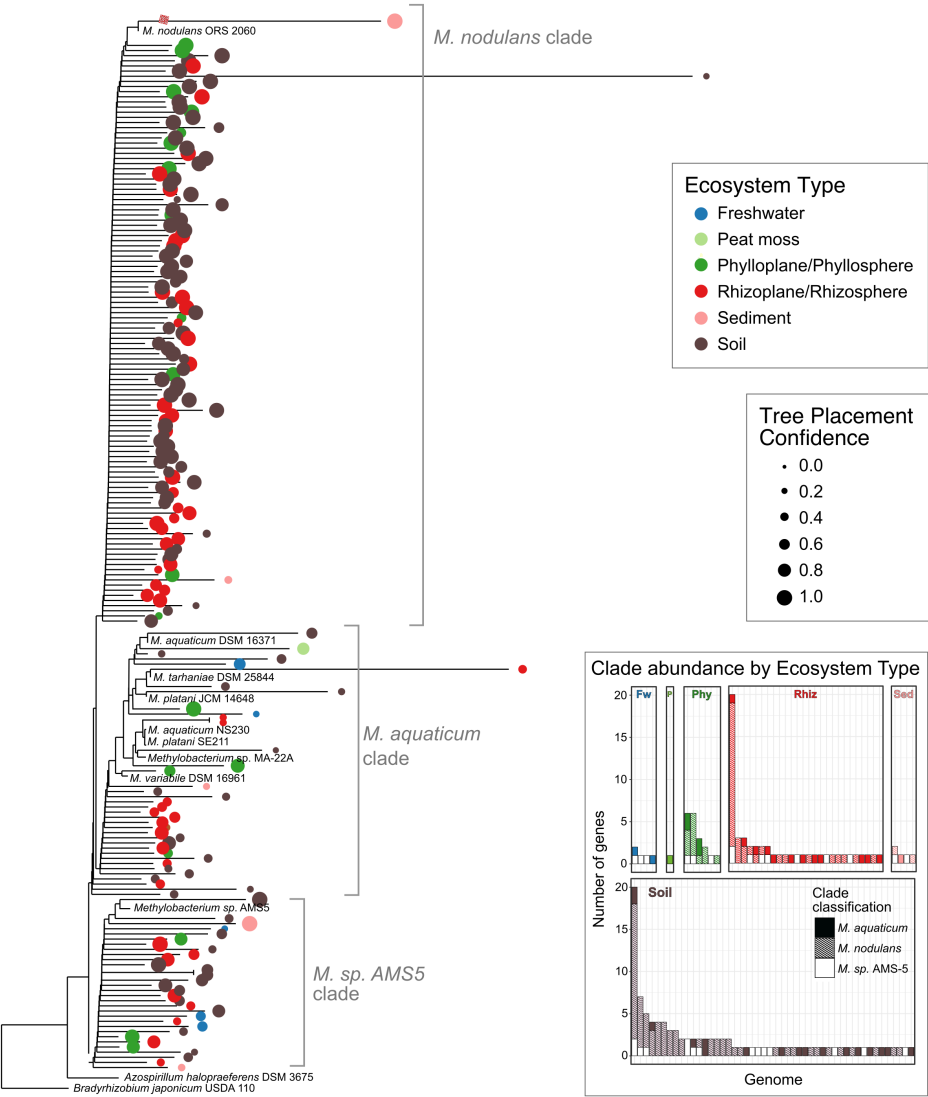 M. nodulans ORS 2060
M. nodulans clade
Ecosystem Type
Freshwater
Peat moss
Phylloplane/Phyllosphere
Rhizoplane/Rhizosphere
Sediment
Soil
Tree Placement
Confidence
0.0
0.2
0.4
0.6
0.8
1.0
M. aquaticum DSM 16371
M. tarhaniae DSM 25844
M. platani JCM 14648
M. aquaticum NS230
M. platani SE211
Methylobacterium sp. MA-22A
M. variabile DSM 16961
M. aquaticum
clade
Methylobacterium sp. AMS5
M. sp. AMS5
clade
Azospirillum halopraeferens DSM 3675
Bradyrhizobium japonicum USDA 110
Clade abundance by Ecosystem Type
Number of genes
20
15
10
5
0
Fw
P
Phy
Rhiz
Sed
20
15
10
5
0
Soil
Clade
classification
M. aquaticum
M. nodulans
M. sp. AMS-5
Genome